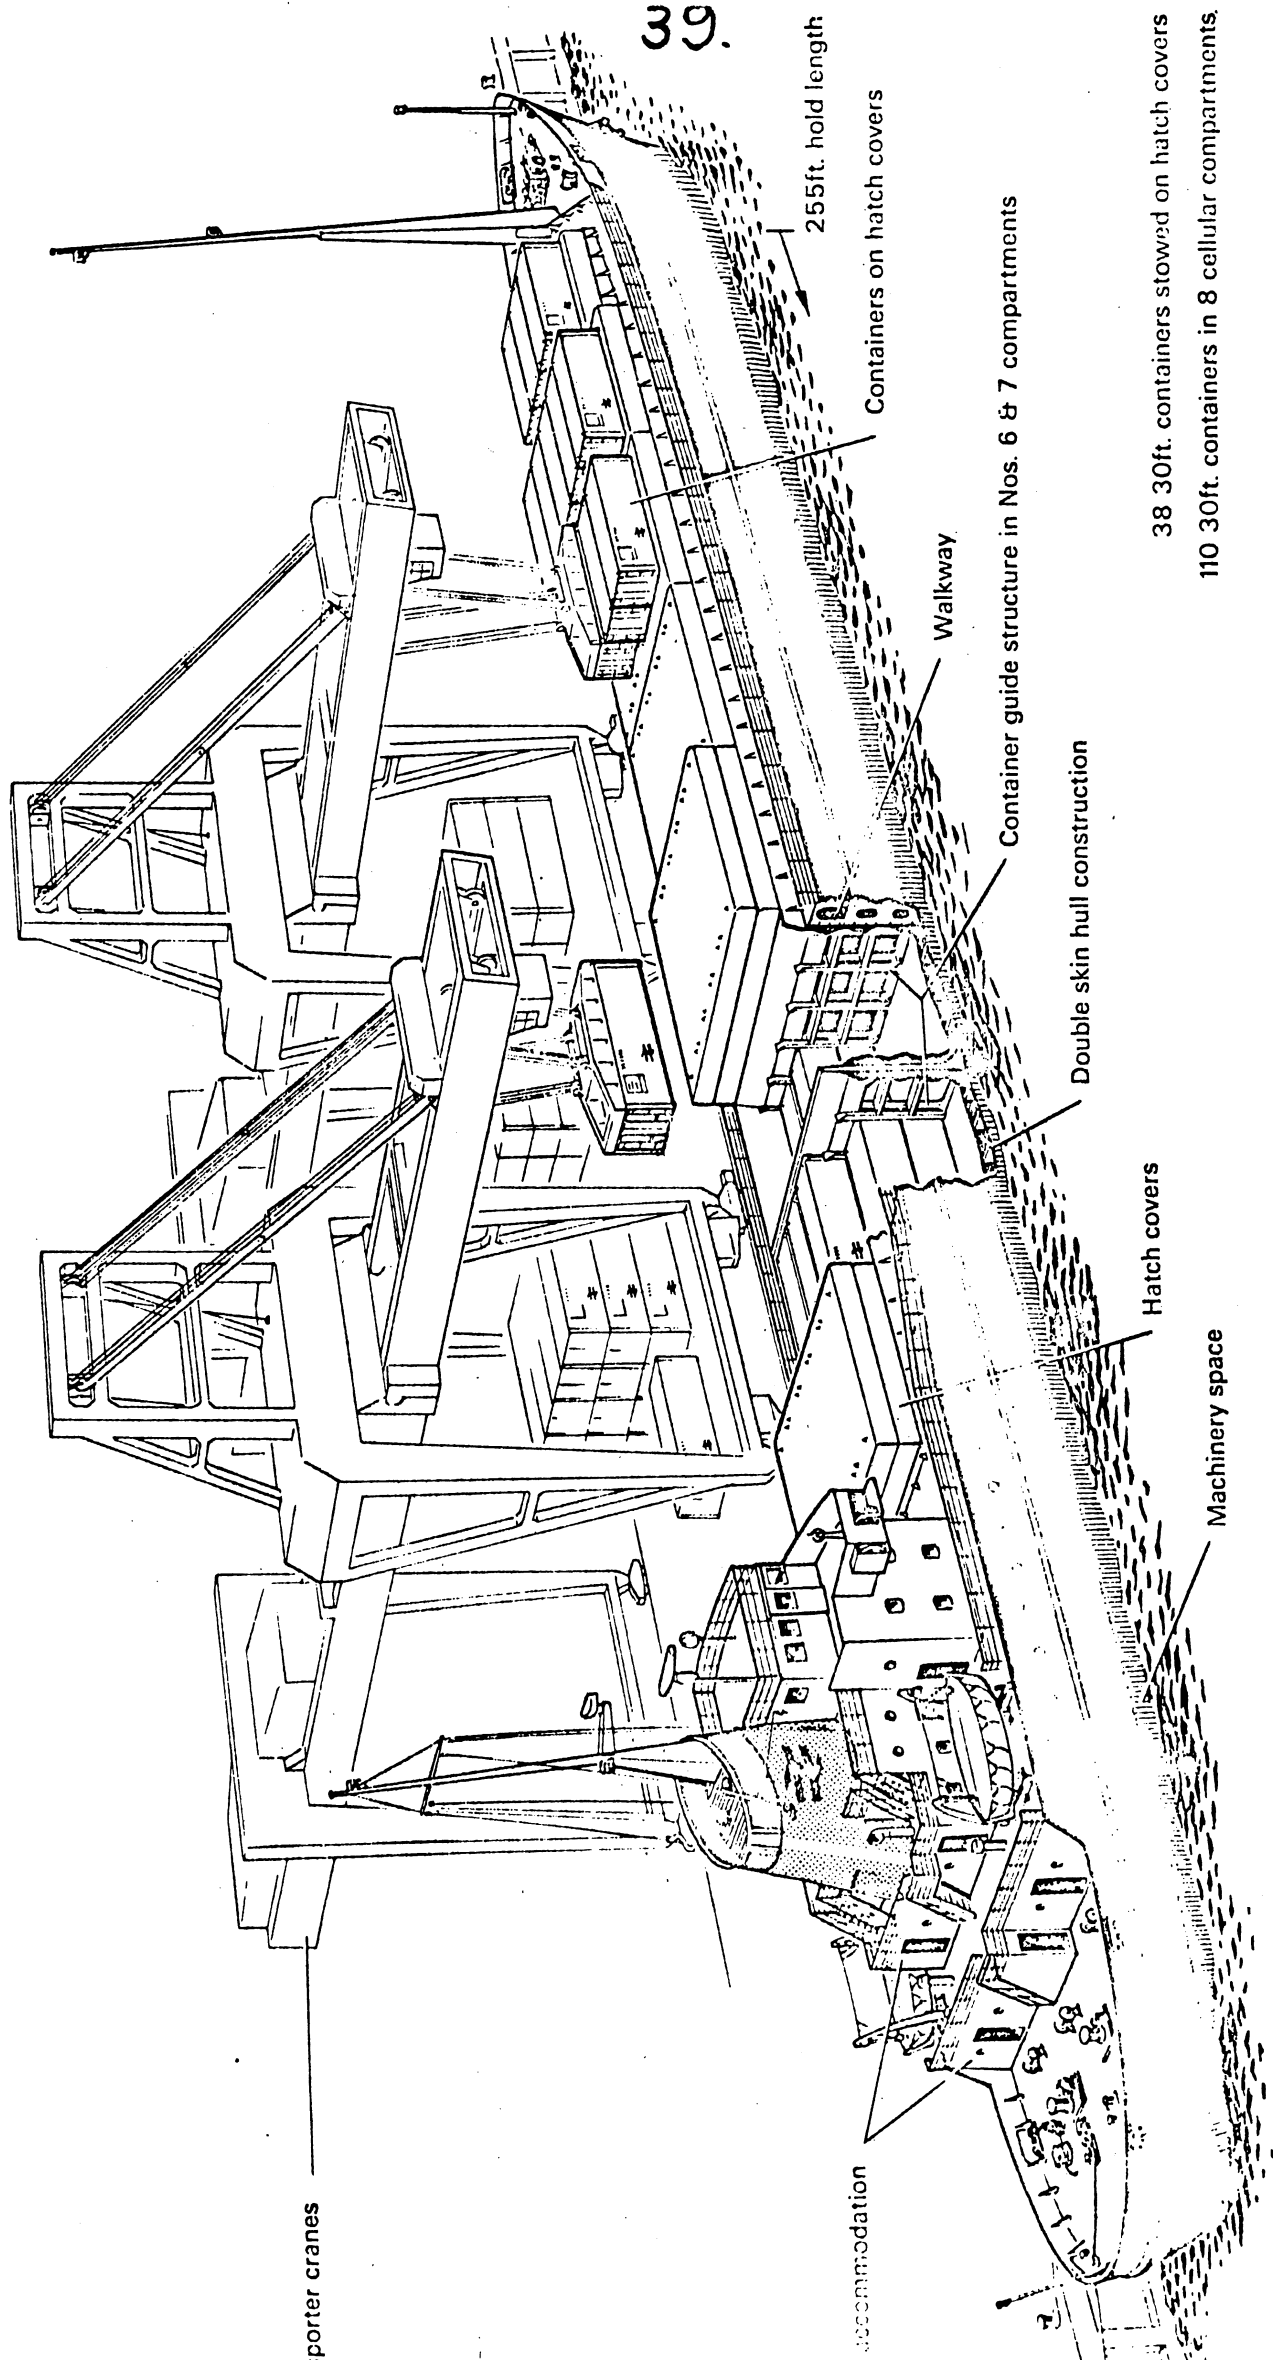 39.
255ft. hold length
Containers on hatch covers
Walkway
Container guide structure in Nos. 6 & 7 compartments
Double skin hull construction
Hatch covers
Machinery space
38 30ft. containers stowed on hatch covers
110 30ft. containers in 8 cellular compartments.
porter cranes
accommodation